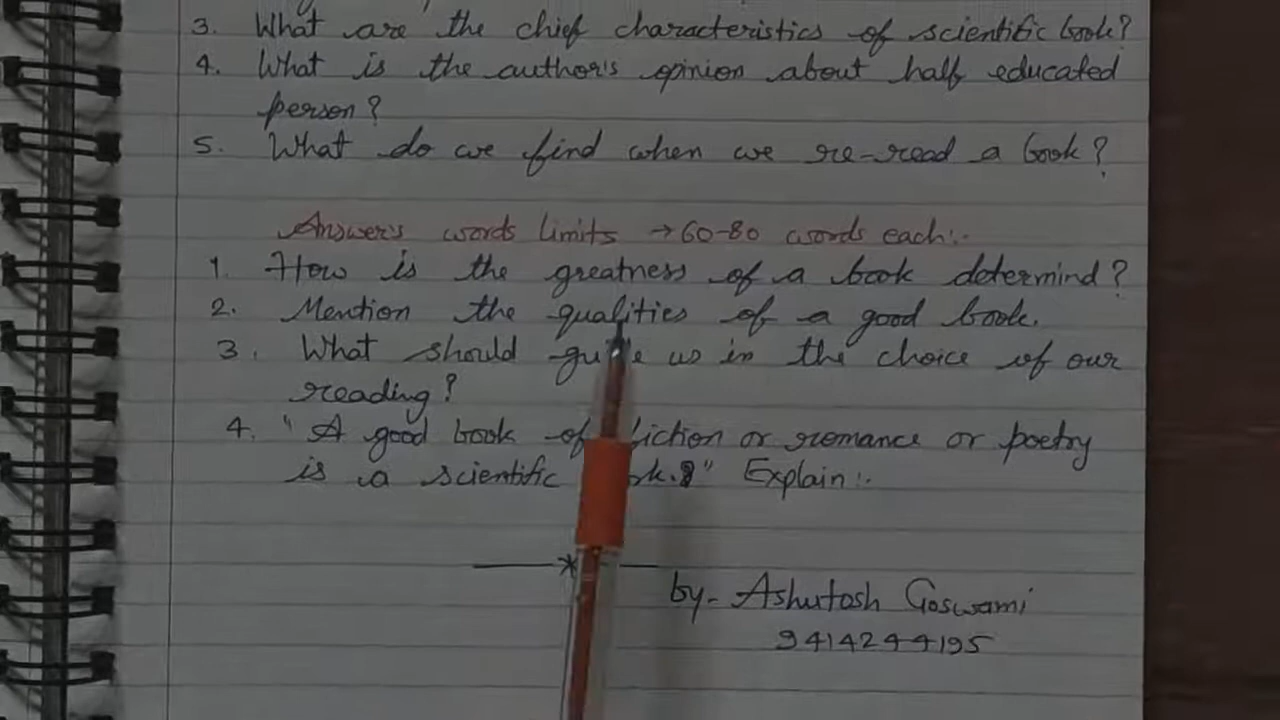 3. What are the chief characteristics of scientific book?
4. What is the author's opinion about half educated
person?
5. What do we find when we re-read a book?
Answer's words limits → 60-80 words each:-
1. How is the greatness of a book determind?
2. Mention the qualities of a good book.
3. What should guide us in the choice of our
reading?
4. "A good book of fiction or romance or poetry
is a scientific book." Explain:-
by- Ashutosh Goswami
9414244195